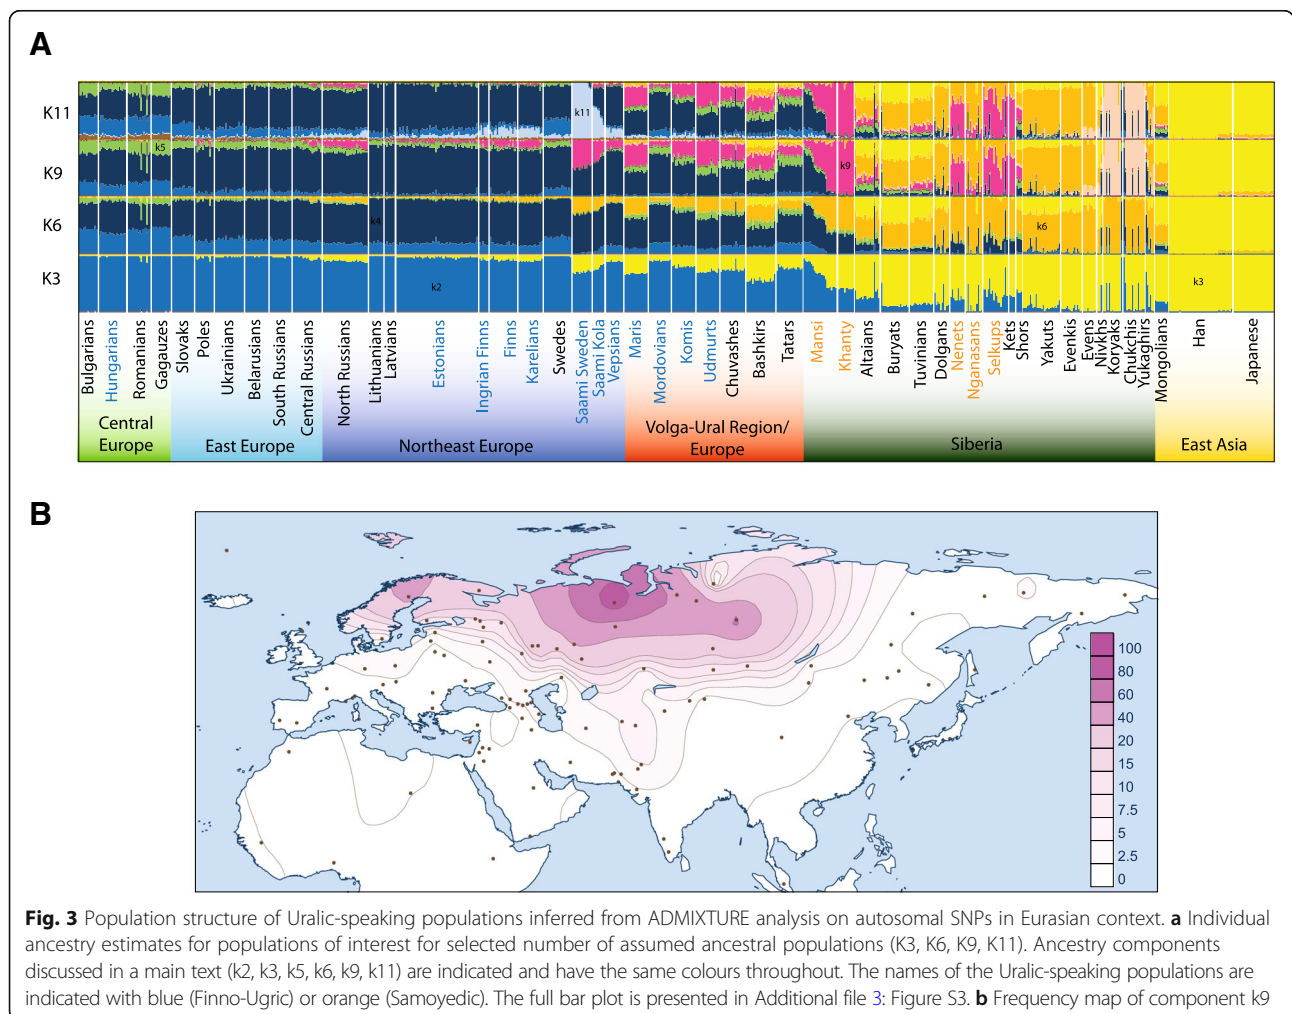 A
K11
K9
K6
K3
k11
k5
k9
k4
k6
k2
k3
Bulgarians
Hungarians
Romanians
Gagauzes
Slovaks
Poles
Ukrainians
Belarusians
South Russians
Central Russians
North Russians
Lithuanians
Latvians
Estonians
Ingrian Finns
Finns
Karelians
Swedes
Saami Sweden
Saami Kola
Vepsians
Maris
Mordovians
Komis
Udmurts
Chuvashes
Bashkirs
Tatars
Mansi
Khanty
Altaians
Buryats
Tuvinians
Dolgans
Nenets
Nganasans
Selkups
Kets
Shors
Yakuts
Evenkis
Evens
Nivkhs
Koryaks
Chukchis
Yukaghirs
Mongolians
Han
Japanese
Central
Europe
East Europe
Northeast Europe
Volga-Ural Region/
Europe
Siberia
East Asia
B
100
80
60
40
20
15
10
7.5
5
2.5
0
Fig. 3 Population structure of Uralic-speaking populations inferred from ADMIXTURE analysis on autosomal SNPs in Eurasian context. a Individual
ancestry estimates for populations of interest for selected number of assumed ancestral populations (K3, K6, K9, K11). Ancestry components
discussed in a main text (k2, k3, k5, k6, k9, k11) are indicated and have the same colours throughout. The names of the Uralic-speaking populations are
indicated with blue (Finno-Ugric) or orange (Samoyedic). The full bar plot is presented in Additional file 3: Figure S3. b Frequency map of component k9